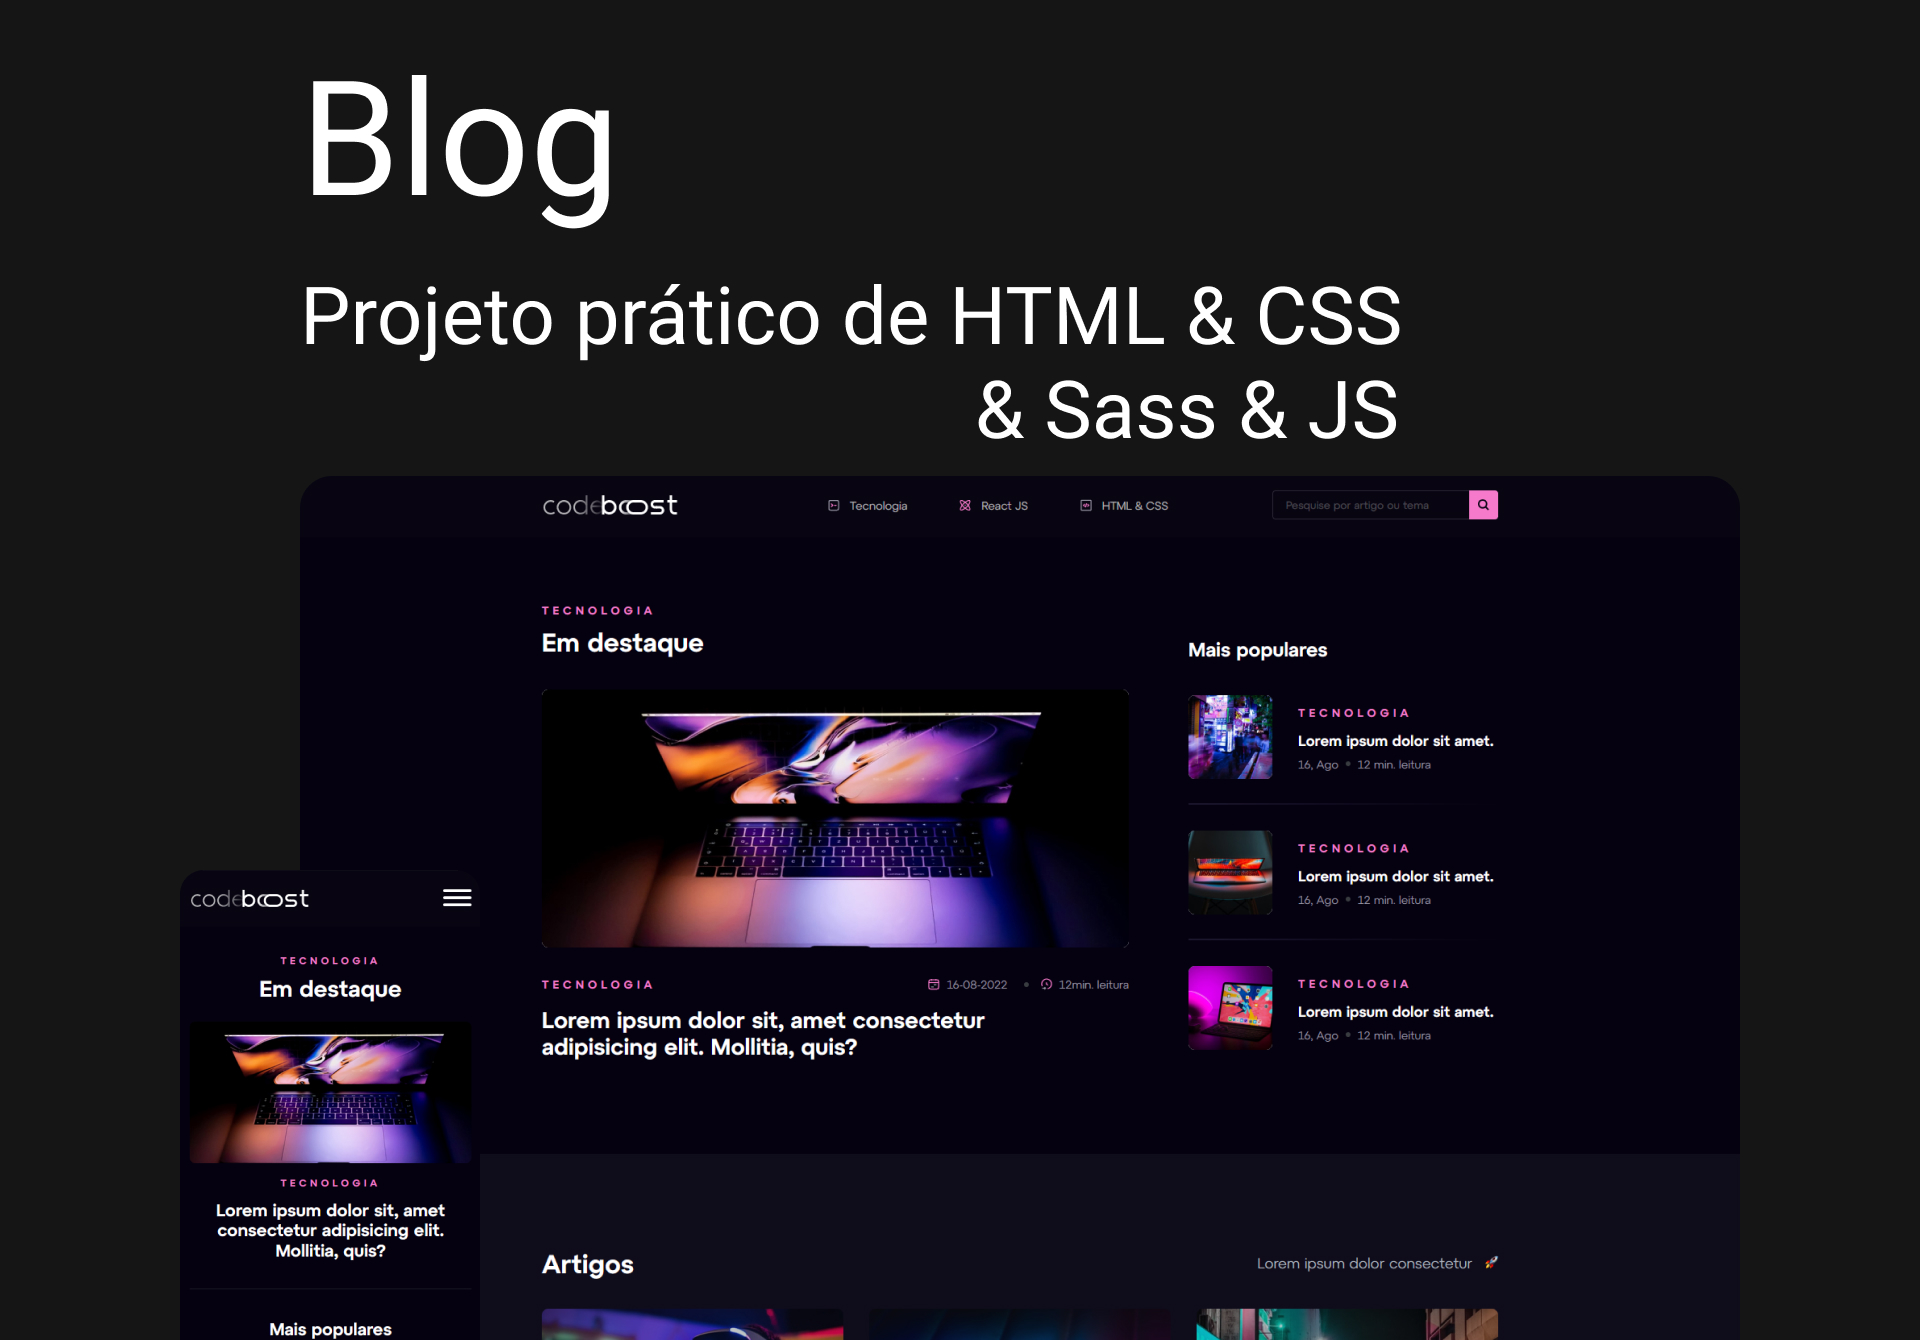 Blog
Projeto prático de HTML & CSS
& Sass & JS
codeboost
Tecnologia
React JS
HTML & CSS
Pesquise por artigo ou tema
TECNOLOGIA
Em destaque
TECNOLOGIA
16-08-2022
12min. leitura
Lorem ipsum dolor sit, amet consectetur
adipisicing elit. Mollitia, quis?
Mais populares
TECNOLOGIA
Lorem ipsum dolor sit amet.
16, Ago • 12 min. leitura
TECNOLOGIA
Lorem ipsum dolor sit amet.
16, Ago • 12 min. leitura
TECNOLOGIA
Lorem ipsum dolor sit amet.
16, Ago • 12 min. leitura
Artigos
Lorem ipsum dolor consectetur 🚀
codeboost
TECNOLOGIA
Em destaque
TECNOLOGIA
Lorem ipsum dolor sit, amet
consectetur adipisicing elit.
Mollitia, quis?
Mais populares